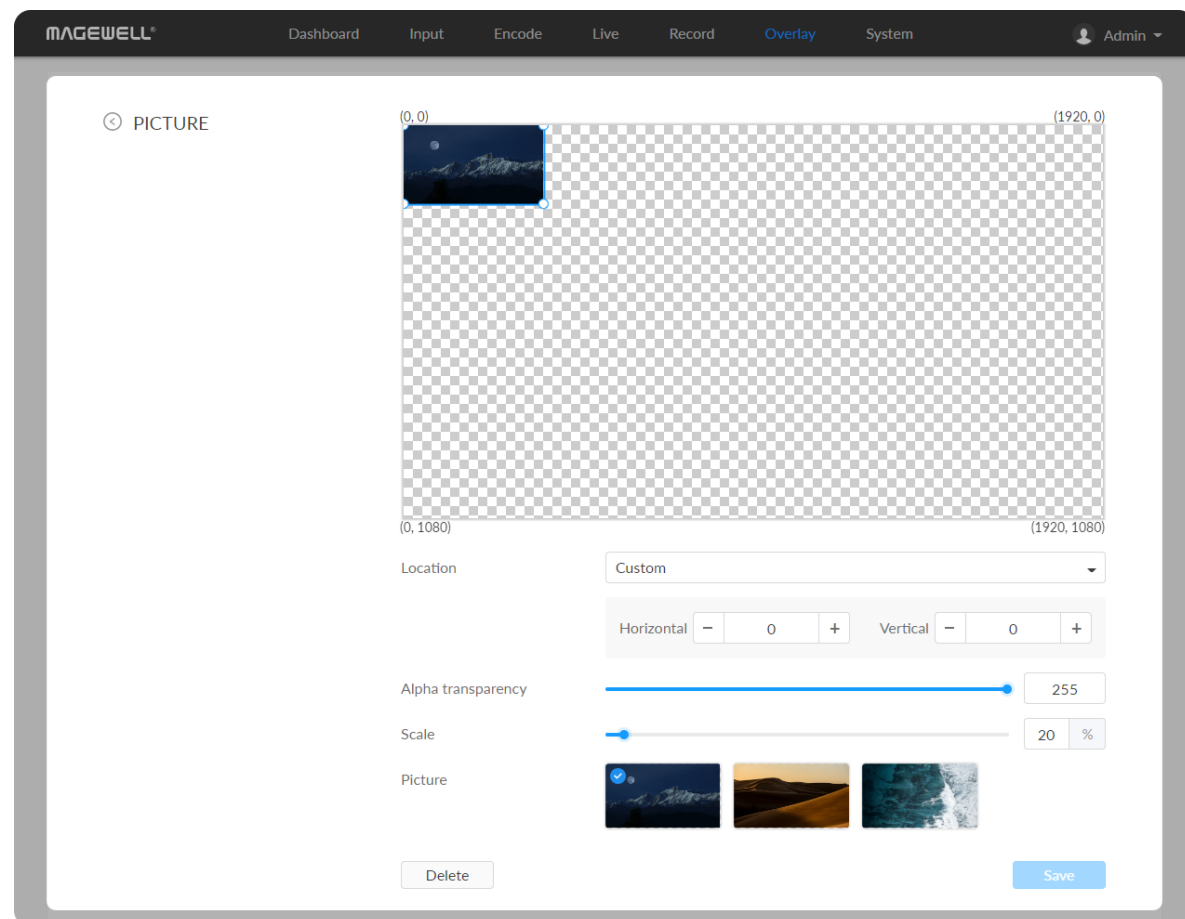 MAGEWELL®
Dashboard Input Encode Live Record Overlay System Admin
PICTURE
(0, 0) (1920, 0)
(0, 1080) (1920, 1080)
Location Custom
Horizontal − 0 + Vertical − 0 +
Alpha transparency 255
Scale 20 %
Picture
Delete Save